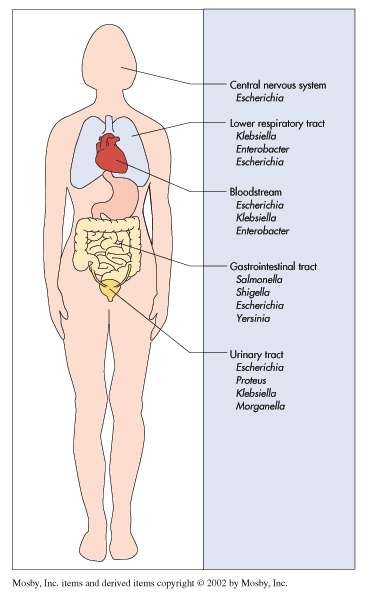 Central nervous system
Escherichia
Lower respiratory tract
Klebsiella
Enterobacter
Escherichia
Bloodstream
Escherichia
Klebsiella
Enterobacter
Gastrointestinal tract
Salmonella
Shigella
Escherichia
Yersinia
Urinary tract
Escherichia
Proteus
Klebsiella
Morganella
Mosby, Inc. items and derived items copyright © 2002 by Mosby, Inc.